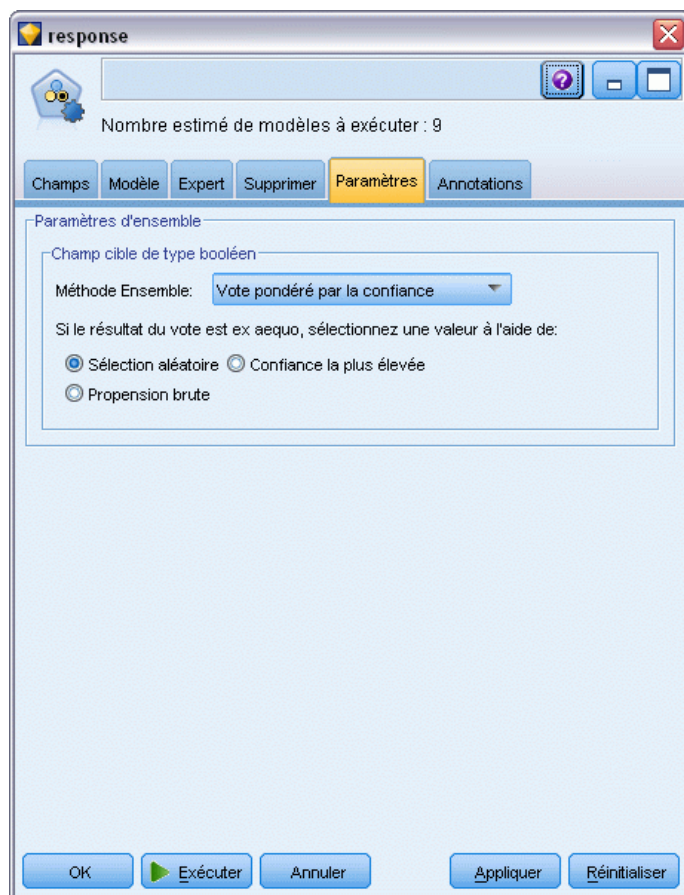 response
Nombre estimé de modèles à exécuter : 9
Champs Modèle Expert Supprimer Paramètres Annotations
Paramètres d'ensemble
Champ cible de type booléen
Méthode Ensemble: Vote pondéré par la confiance
Si le résultat du vote est ex aequo, sélectionnez une valeur à l'aide de:
Sélection aléatoire Confiance la plus élevée
Propension brute
OK Exécuter Annuler Appliquer Réinitialiser